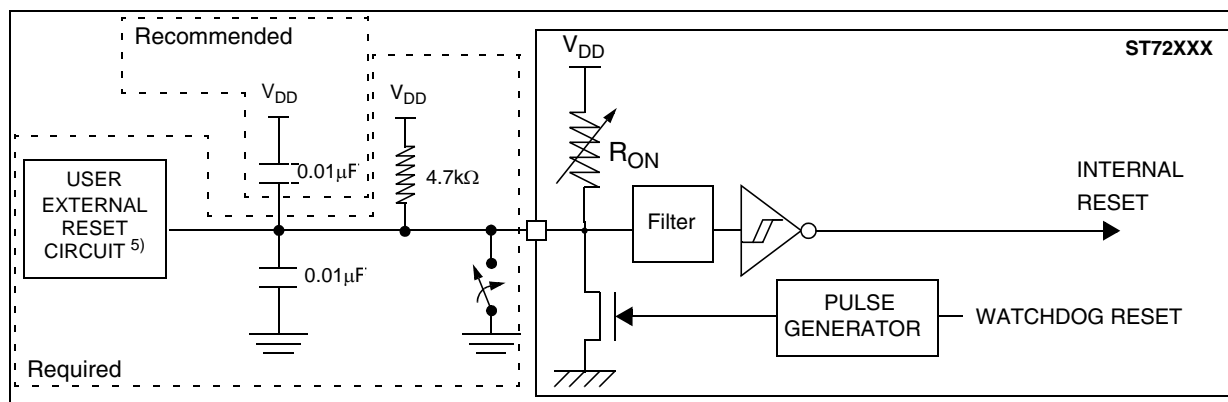 Recommended
V_DD
V_DD
0.01µF
4.7kΩ
USER
EXTERNAL
RESET
CIRCUIT 5)
0.01µF
Required
V_DD
ST72XXX
R_ON
Filter
INTERNAL
RESET
PULSE
GENERATOR
WATCHDOG RESET